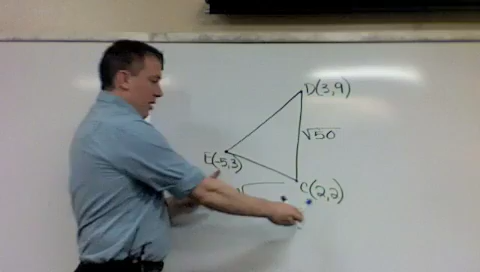 D(3,9)
√50
E(-5,3)
C(2,2)
√